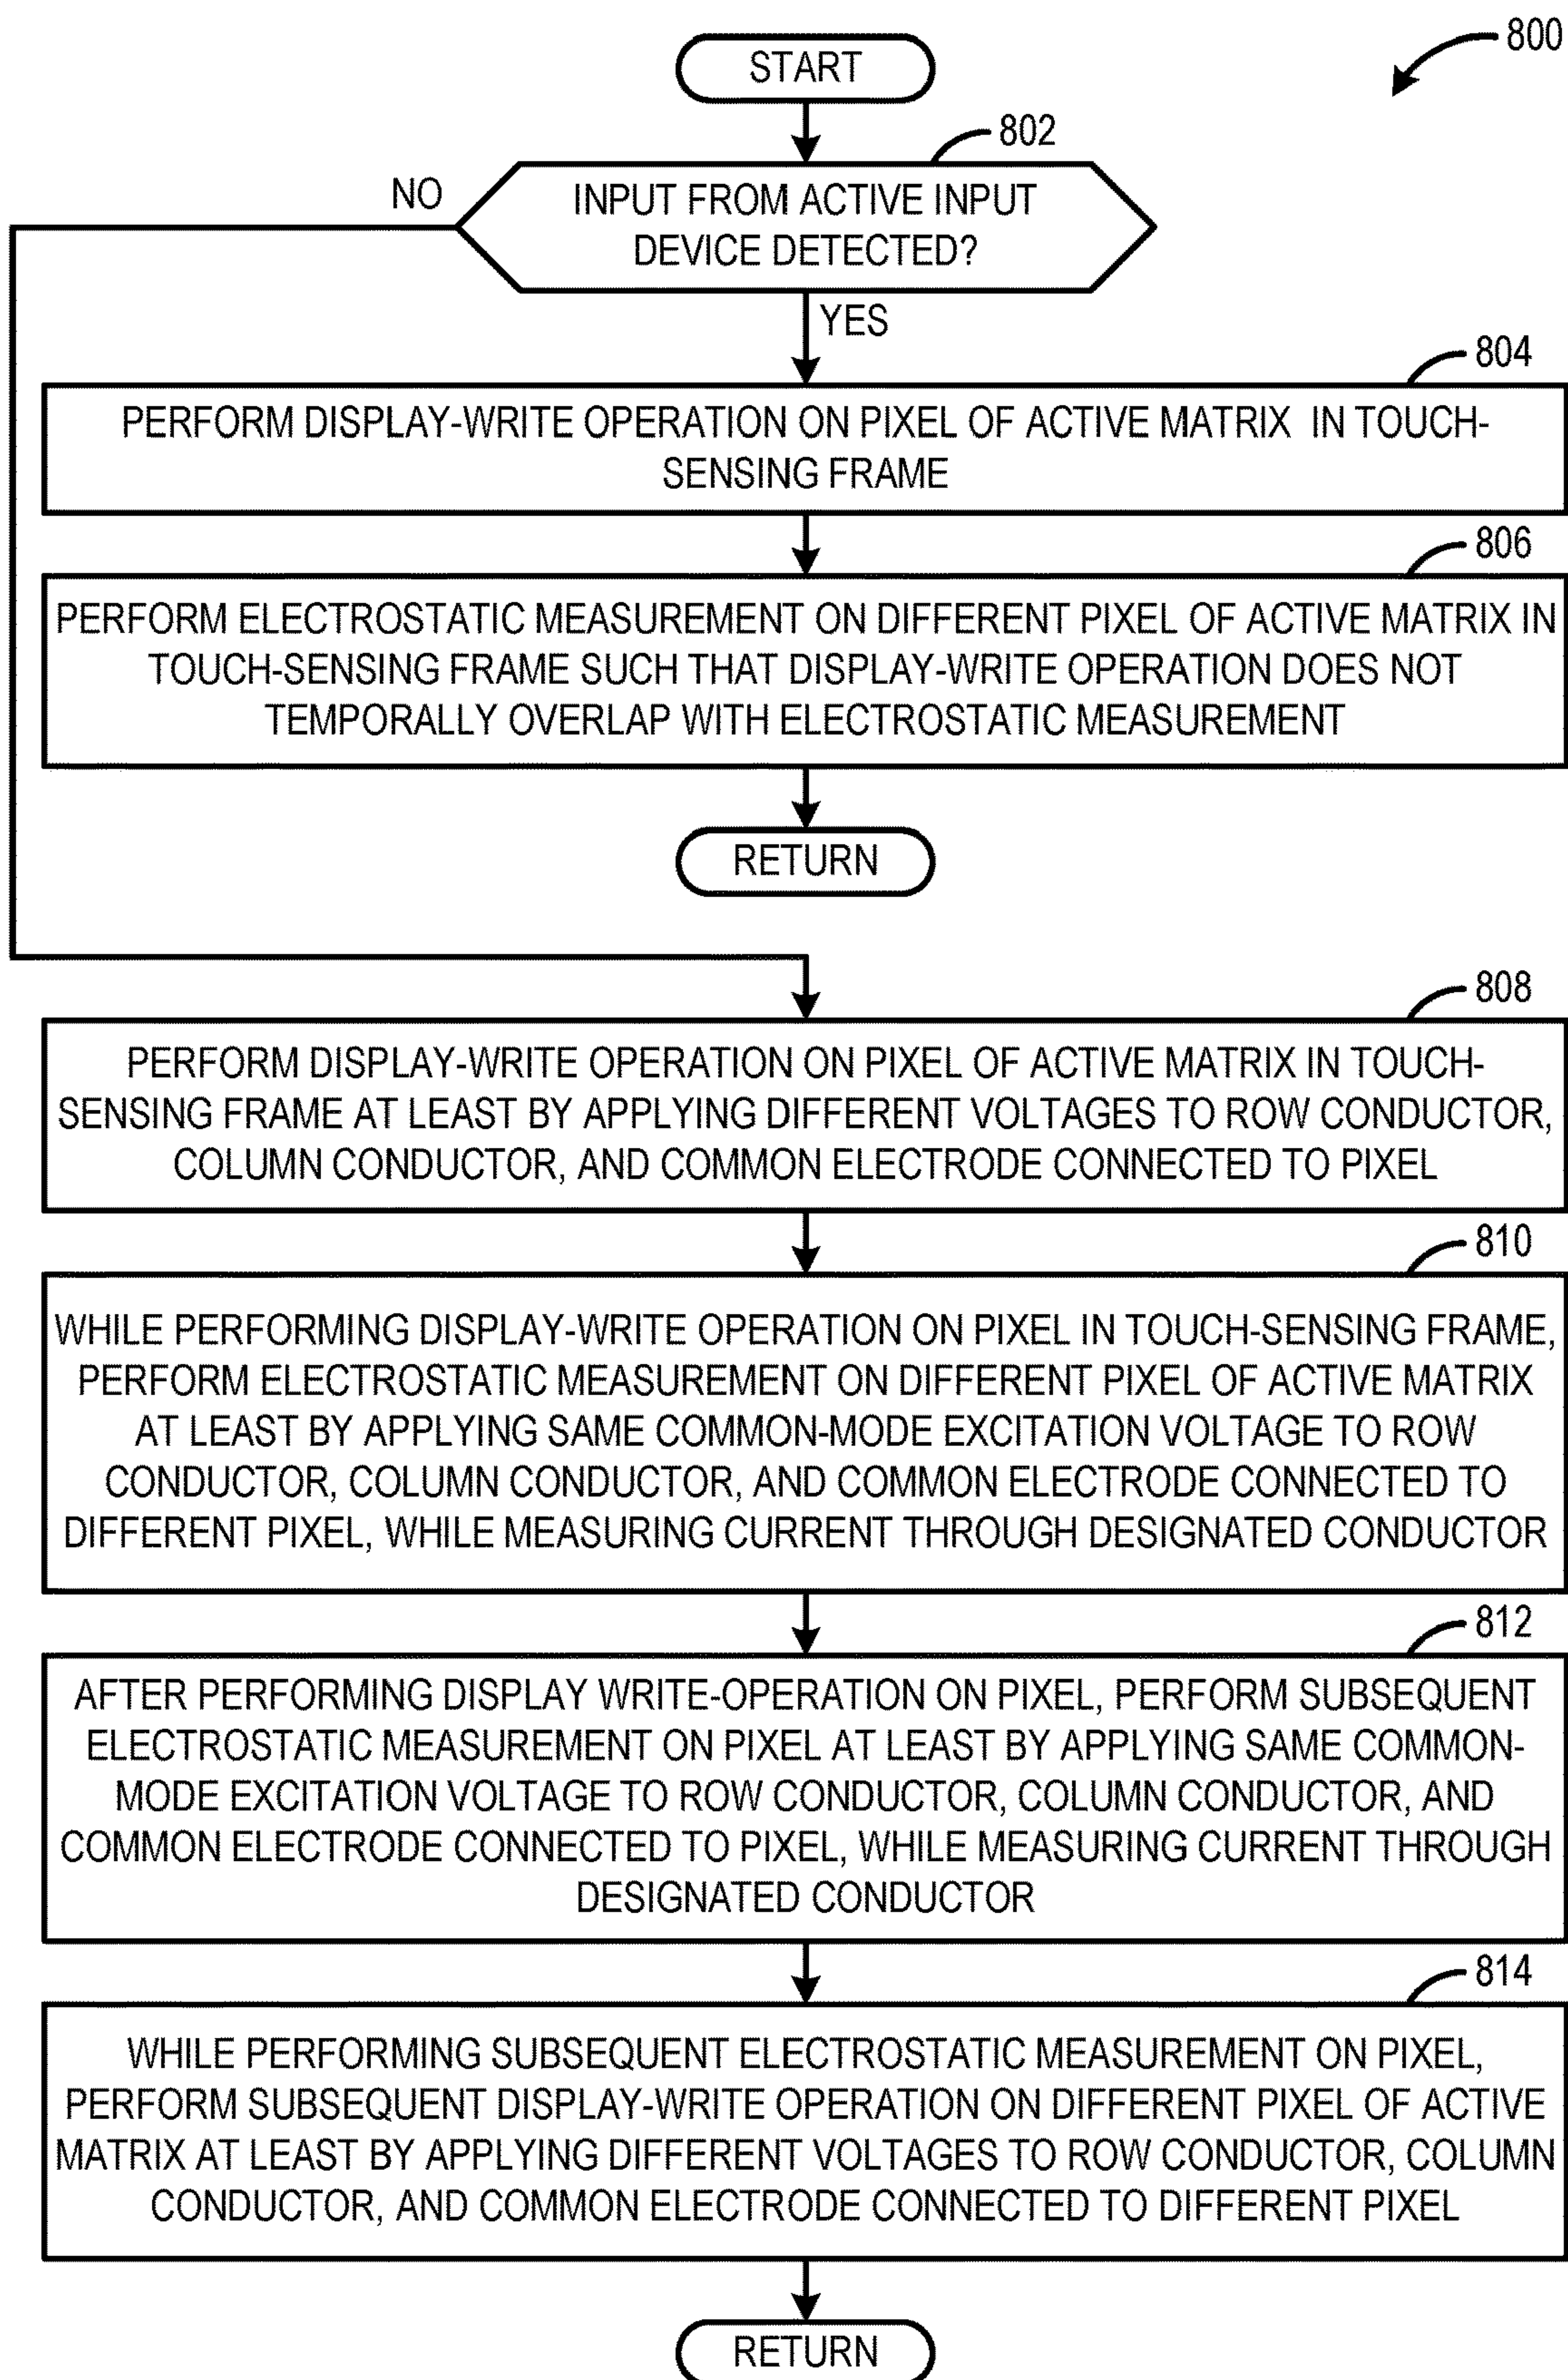 800
START
802
NO
INPUT FROM ACTIVE INPUT
DEVICE DETECTED?
YES
804
PERFORM DISPLAY-WRITE OPERATION ON PIXEL OF ACTIVE MATRIX IN TOUCH-
SENSING FRAME
806
PERFORM ELECTROSTATIC MEASUREMENT ON DIFFERENT PIXEL OF ACTIVE MATRIX IN
TOUCH-SENSING FRAME SUCH THAT DISPLAY-WRITE OPERATION DOES NOT
TEMPORALLY OVERLAP WITH ELECTROSTATIC MEASUREMENT
RETURN
808
PERFORM DISPLAY-WRITE OPERATION ON PIXEL OF ACTIVE MATRIX IN TOUCH-
SENSING FRAME AT LEAST BY APPLYING DIFFERENT VOLTAGES TO ROW CONDUCTOR,
COLUMN CONDUCTOR, AND COMMON ELECTRODE CONNECTED TO PIXEL
810
WHILE PERFORMING DISPLAY-WRITE OPERATION ON PIXEL IN TOUCH-SENSING FRAME,
PERFORM ELECTROSTATIC MEASUREMENT ON DIFFERENT PIXEL OF ACTIVE MATRIX
AT LEAST BY APPLYING SAME COMMON-MODE EXCITATION VOLTAGE TO ROW
CONDUCTOR, COLUMN CONDUCTOR, AND COMMON ELECTRODE CONNECTED TO
DIFFERENT PIXEL, WHILE MEASURING CURRENT THROUGH DESIGNATED CONDUCTOR
812
AFTER PERFORMING DISPLAY WRITE-OPERATION ON PIXEL, PERFORM SUBSEQUENT
ELECTROSTATIC MEASUREMENT ON PIXEL AT LEAST BY APPLYING SAME COMMON-
MODE EXCITATION VOLTAGE TO ROW CONDUCTOR, COLUMN CONDUCTOR, AND
COMMON ELECTRODE CONNECTED TO PIXEL, WHILE MEASURING CURRENT THROUGH
DESIGNATED CONDUCTOR
814
WHILE PERFORMING SUBSEQUENT ELECTROSTATIC MEASUREMENT ON PIXEL,
PERFORM SUBSEQUENT DISPLAY-WRITE OPERATION ON DIFFERENT PIXEL OF ACTIVE
MATRIX AT LEAST BY APPLYING DIFFERENT VOLTAGES TO ROW CONDUCTOR, COLUMN
CONDUCTOR, AND COMMON ELECTRODE CONNECTED TO DIFFERENT PIXEL
RETURN